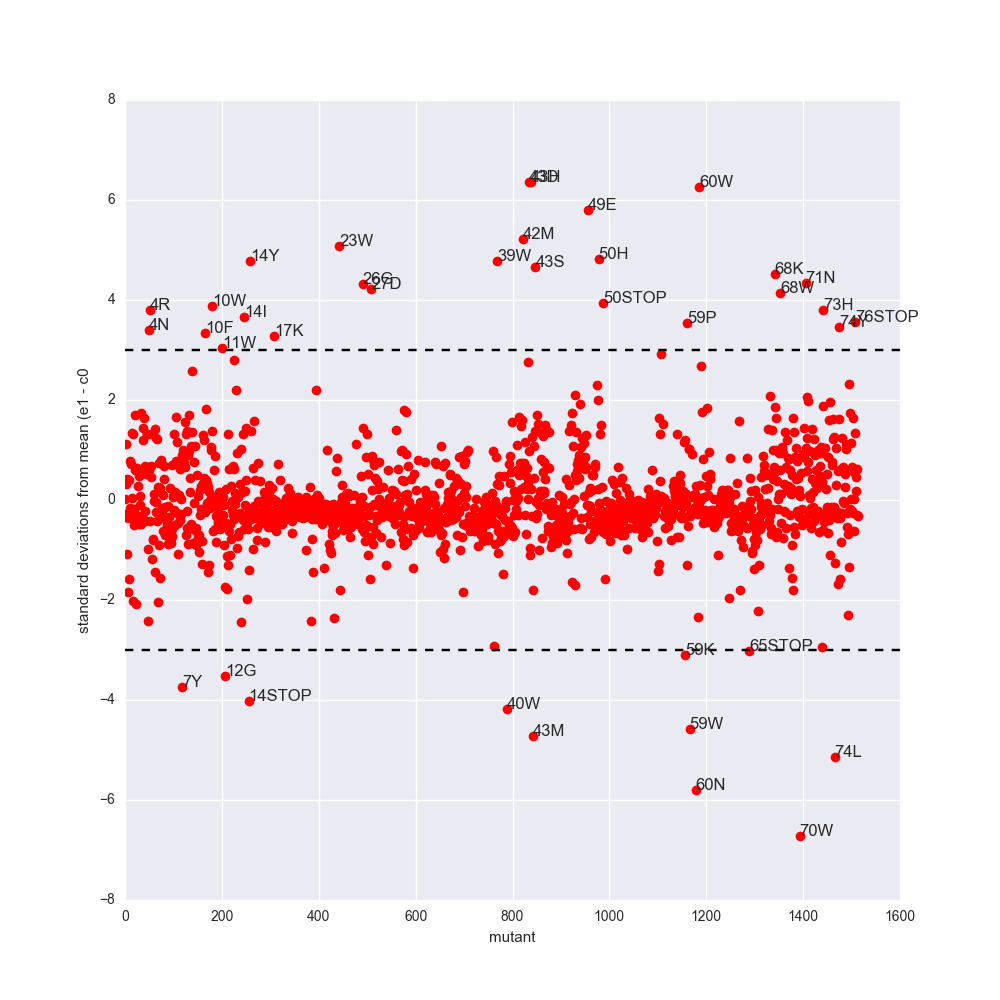 8
6
4
2
0
−2
−4
−6
−8
0
200
400
600
800
1000
1200
1400
1600
standard deviations from mean (e1 - c0
mutant
60W
49E
42M
23W
14Y
39W
43S
50H
68K
71N
27D
68W
50STOP
4R
10W
14I
73H
59P
76STOP
4N
10F
17K
11W
59K
65STOP
12G
7Y
14STOP
40W
43M
59W
74L
60N
70W